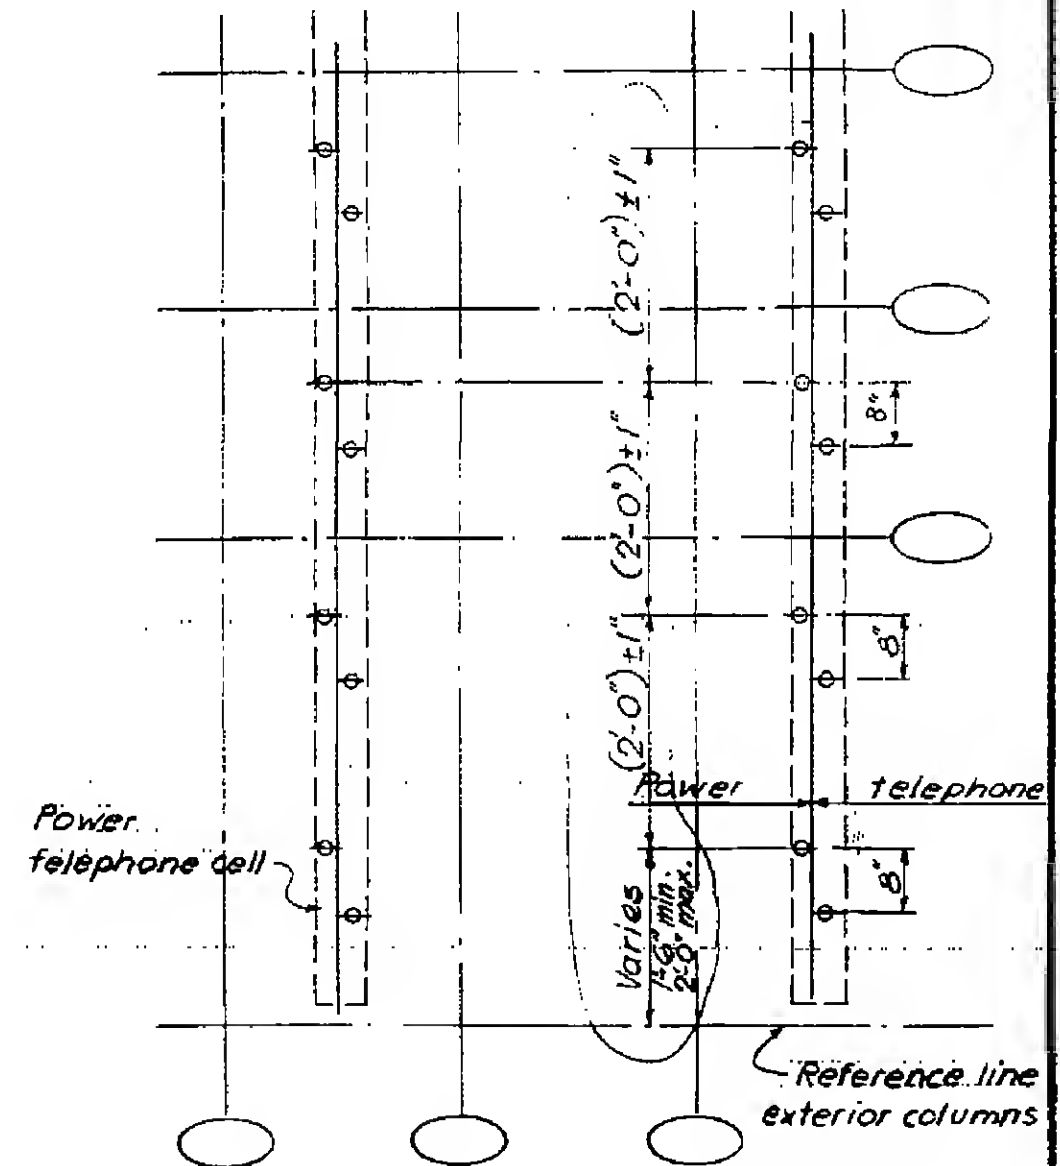 (2'-0") ± 1"
8"
(2'-0") ± 1"
(2'-0") ± 1"
8"
Power telephone
Power
telephone cell
Varies
1'-6" min.
2'-0" max.
8"
Reference line
exterior columns